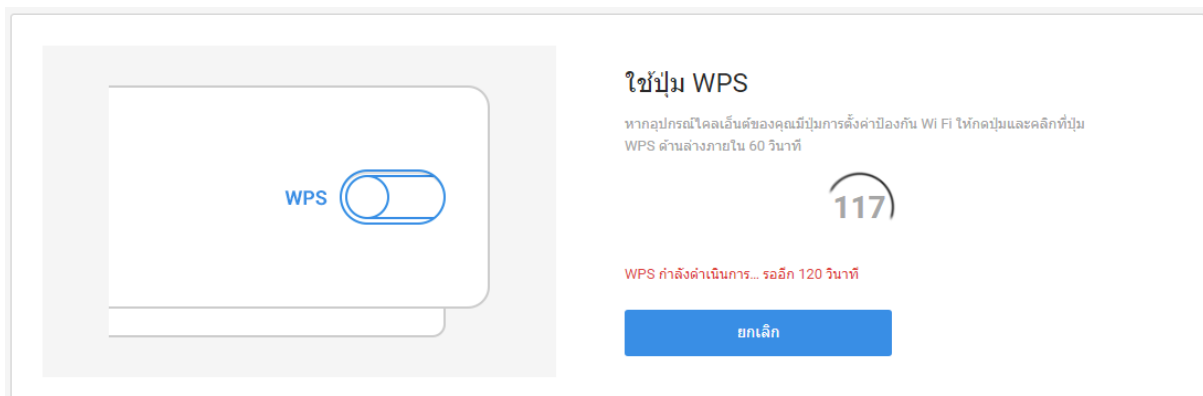 ใช้ปุ่ม WPS
หากอุปกรณ์ไคลเอ็นต์ของคุณมีปุ่มการตั้งค่าป้องกัน Wi Fi ให้กดปุ่มและคลิกที่ปุ่ม
WPS ด้านล่างภายใน 60 วินาที
WPS
117
WPS กำลังดำเนินการ... รออีก 120 วินาที
ยกเลิก